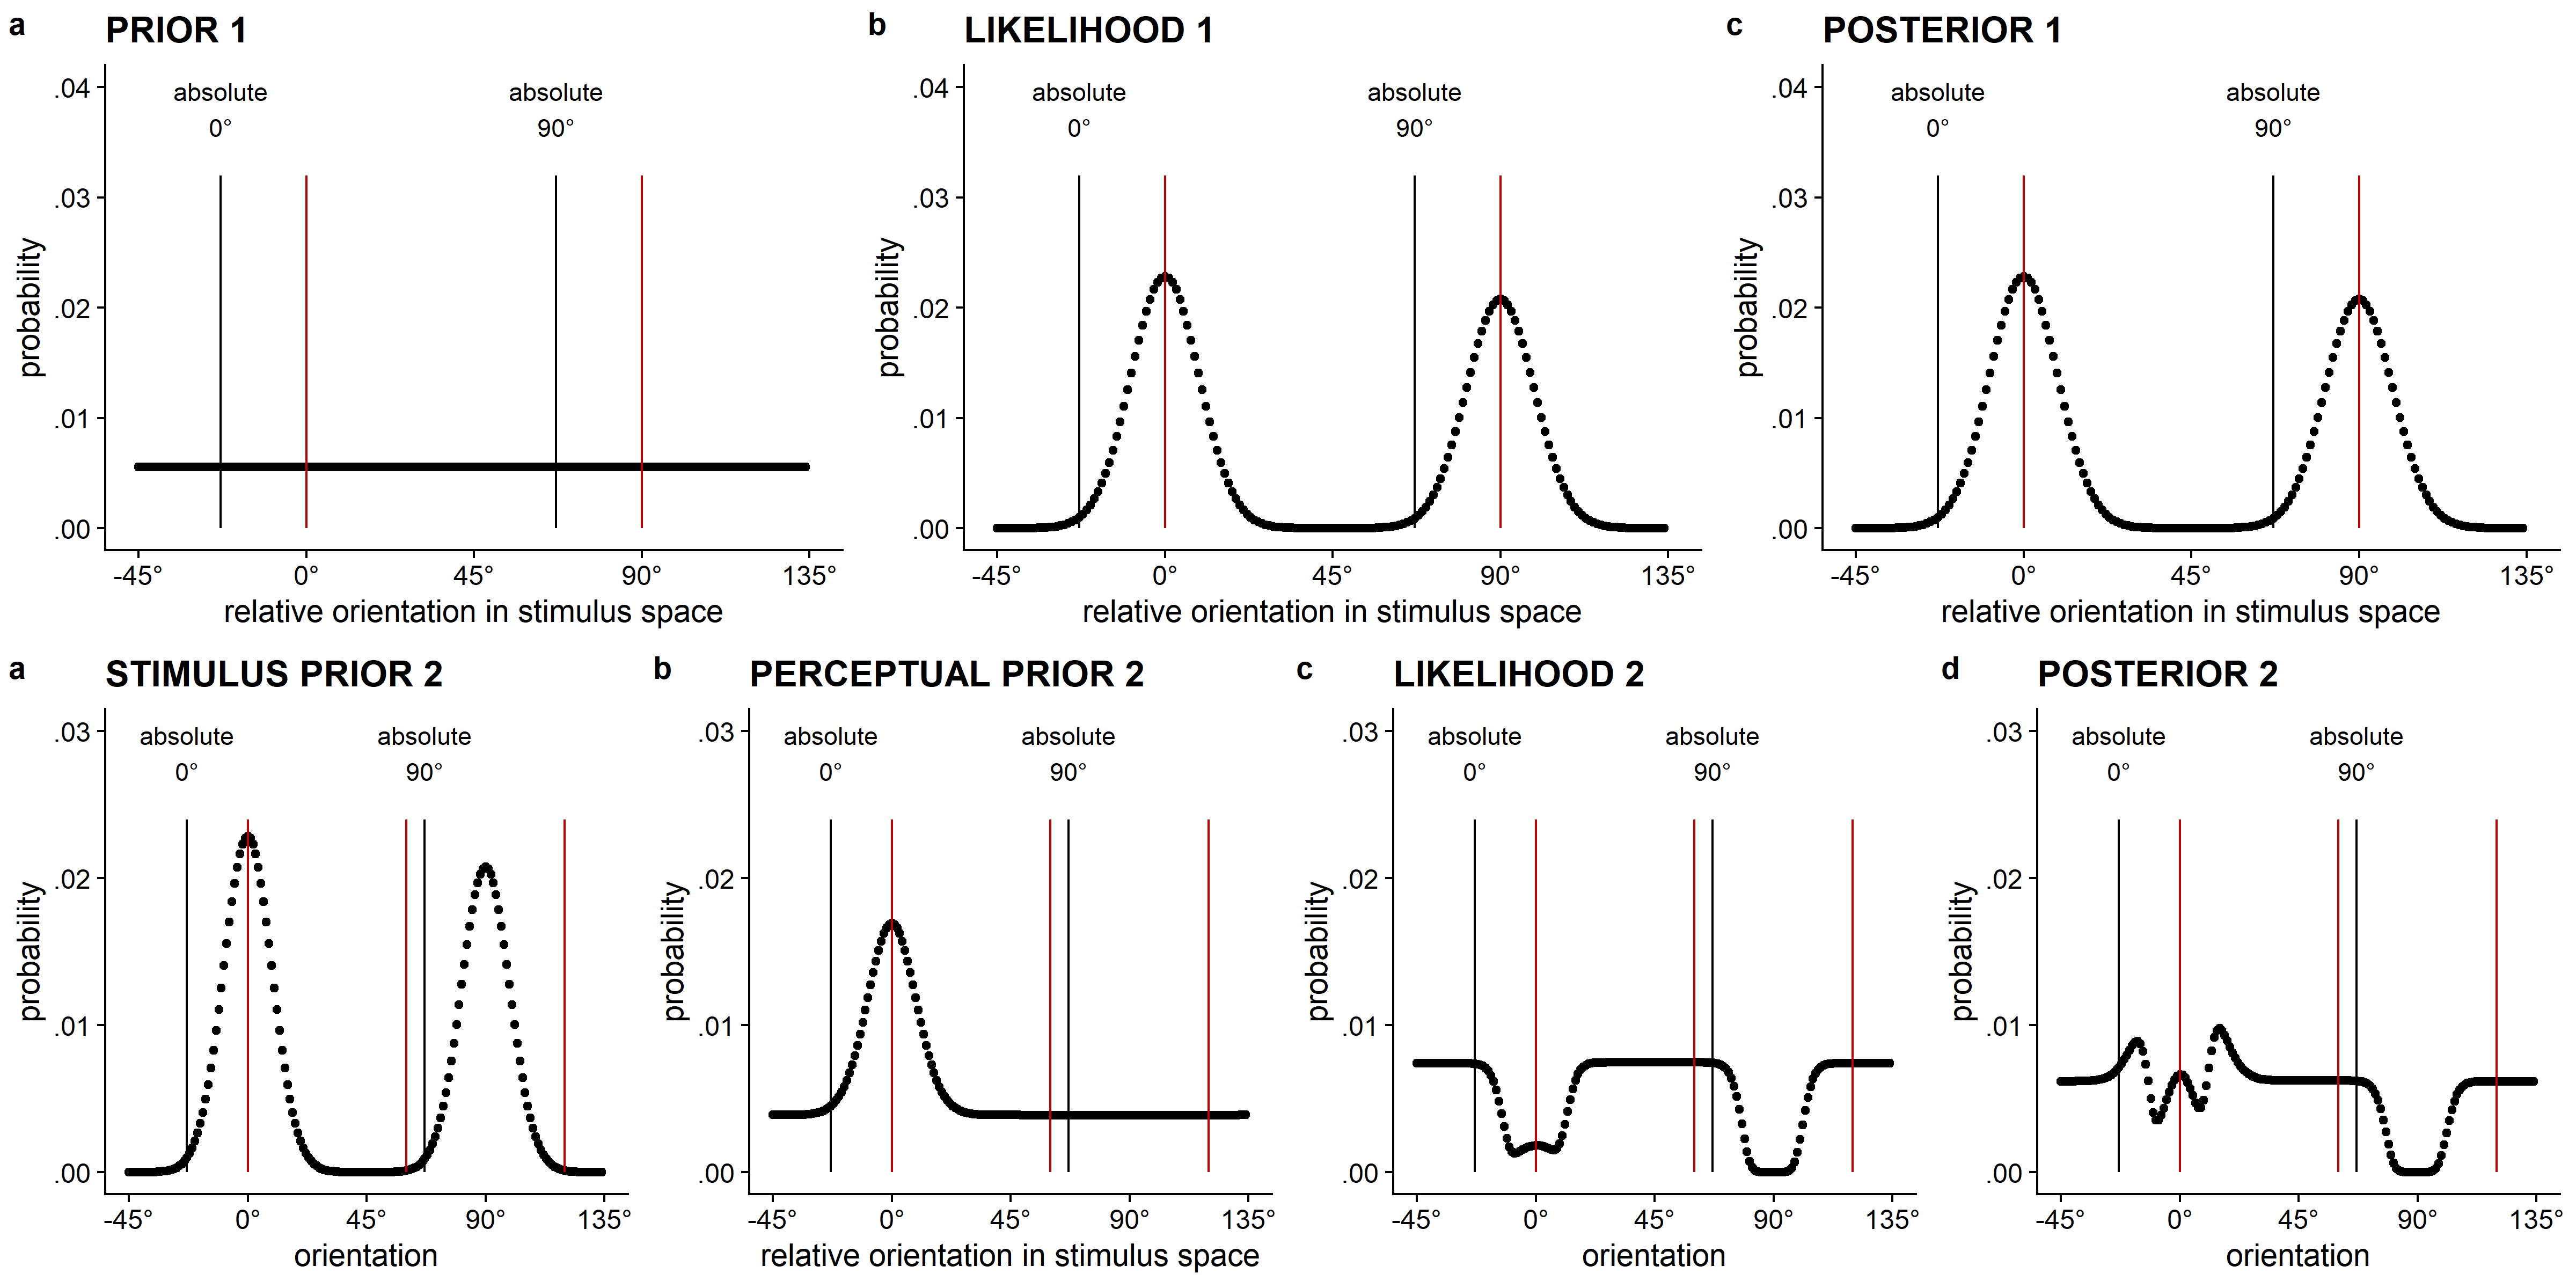 a PRIOR 1
absolute absolute
0° 90°
.04
.03
.02
.01
.00
probability
-45° 0° 45° 90° 135°
relative orientation in stimulus space
b LIKELIHOOD 1
absolute absolute
0° 90°
.04
.03
.02
.01
.00
probability
-45° 0° 45° 90° 135°
relative orientation in stimulus space
c POSTERIOR 1
absolute absolute
0° 90°
.04
.03
.02
.01
.00
probability
-45° 0° 45° 90° 135°
relative orientation in stimulus space
a STIMULUS PRIOR 2
absolute absolute
0° 90°
.03
.02
.01
.00
probability
-45° 0° 45° 90° 135°
orientation
b PERCEPTUAL PRIOR 2
absolute absolute
0° 90°
.03
.02
.01
.00
probability
-45° 0° 45° 90° 135°
relative orientation in stimulus space
c LIKELIHOOD 2
absolute absolute
0° 90°
.03
.02
.01
.00
probability
-45° 0° 45° 90° 135°
orientation
d POSTERIOR 2
absolute absolute
0° 90°
.03
.02
.01
.00
probability
-45° 0° 45° 90° 135°
orientation